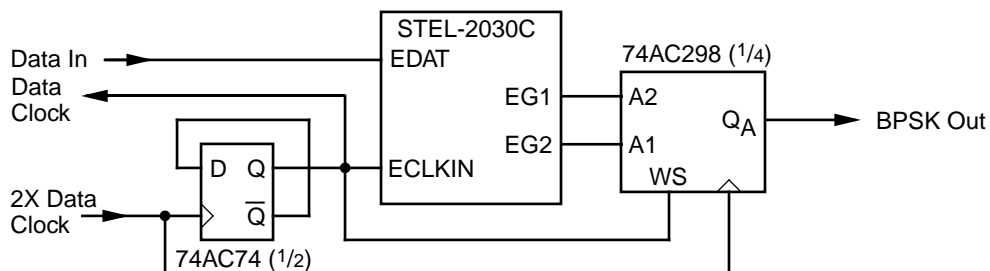 STEL-2030C
Data In
EDAT
74AC298 (1/4)
Data
Clock
EG1
A2
QA
BPSK Out
EG2
A1
D
Q
ECLKIN
WS
2X Data
Clock
Q̅
74AC74 (1/2)